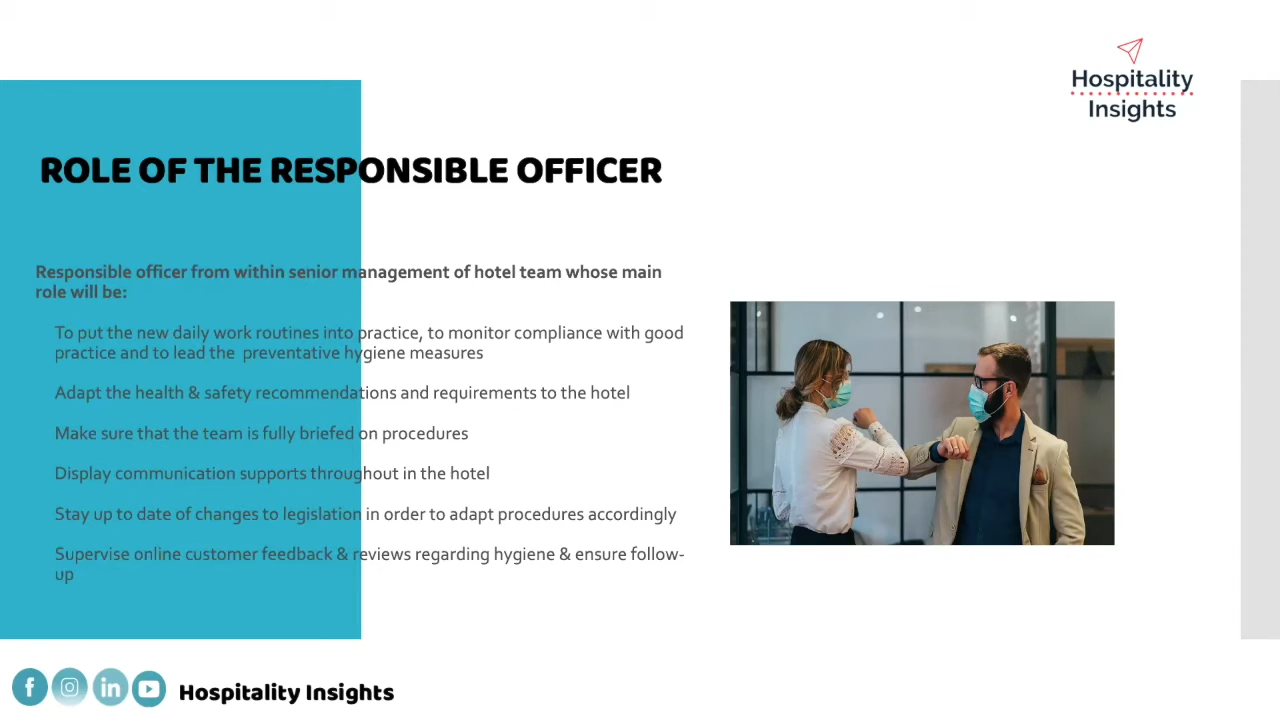 Hospitality
Insights
ROLE OF THE RESPONSIBLE OFFICER
Responsible officer from within senior management of hotel team whose main
role will be:
To put the new daily work routines into practice, to monitor compliance with good
practice and to lead the  preventative hygiene measures
Adapt the health & safety recommendations and requirements to the hotel
Make sure that the team is fully briefed on procedures
Display communication supports throughout in the hotel
Stay up to date of changes to legislation in order to adapt procedures accordingly
Supervise online customer feedback & reviews regarding hygiene & ensure follow-
up
Hospitality Insights